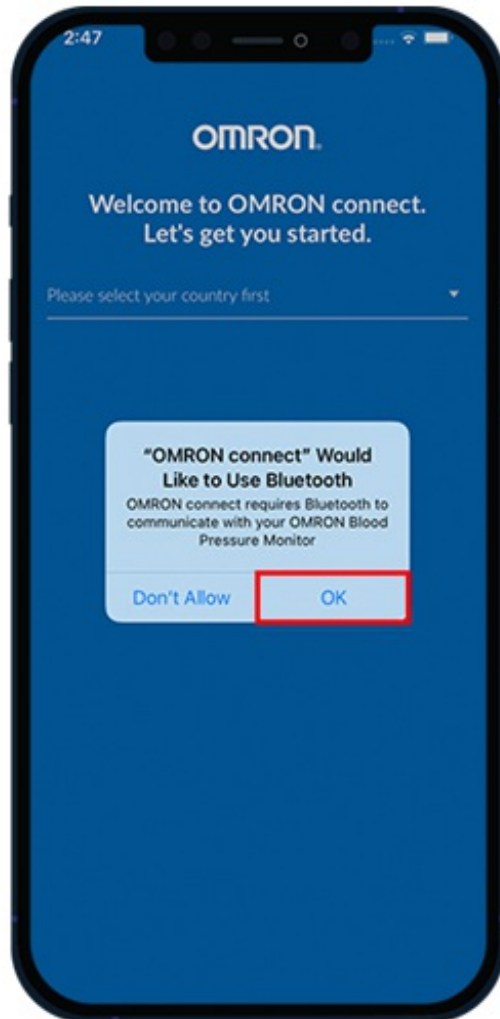 2:47
OMRON
Welcome to OMRON connect.
Let's get you started.
Please select your country first
"OMRON connect" Would
Like to Use Bluetooth
OMRON connect requires Bluetooth to
communicate with your OMRON Blood
Pressure Monitor
Don't Allow OK